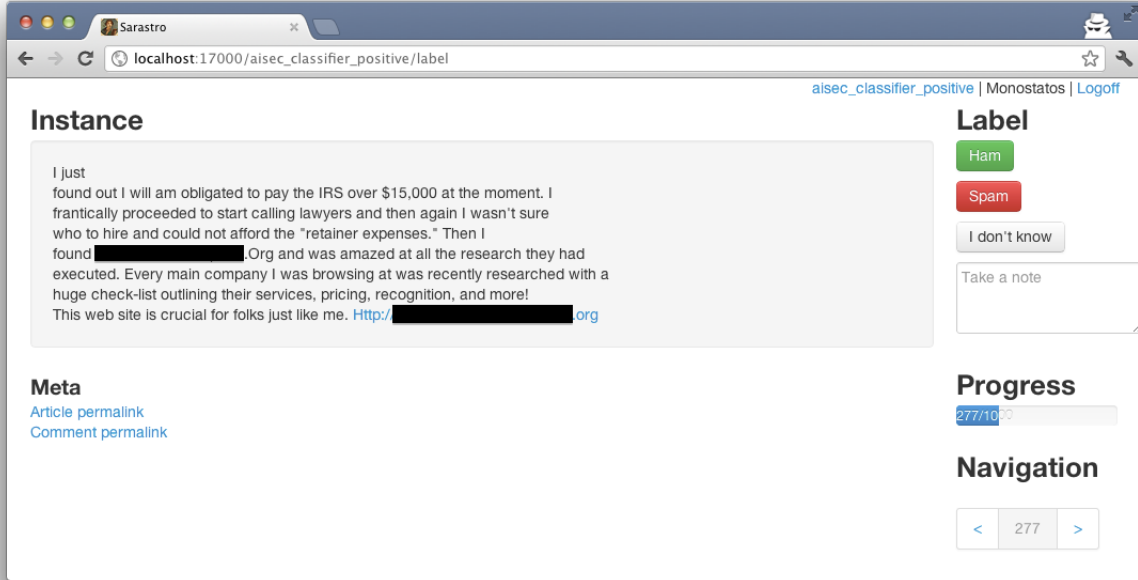 Sarastro
localhost:17000/aisec_classifier_positive/label
aisec_classifier_positive | Monostatos | Logoff
Instance
I just
found out I will am obligated to pay the IRS over $15,000 at the moment. I
frantically proceeded to start calling lawyers and then again I wasn't sure
who to hire and could not afford the "retainer expenses." Then I
found .Org and was amazed at all the research they had
executed. Every main company I was browsing at was recently researched with a
huge check-list outlining their services, pricing, recognition, and more!
This web site is crucial for folks just like me. Http:/ .org
Meta
Article permalink
Comment permalink
Label
Ham
Spam
I don't know
Take a note
Progress
277/1000
Navigation
< 277 >